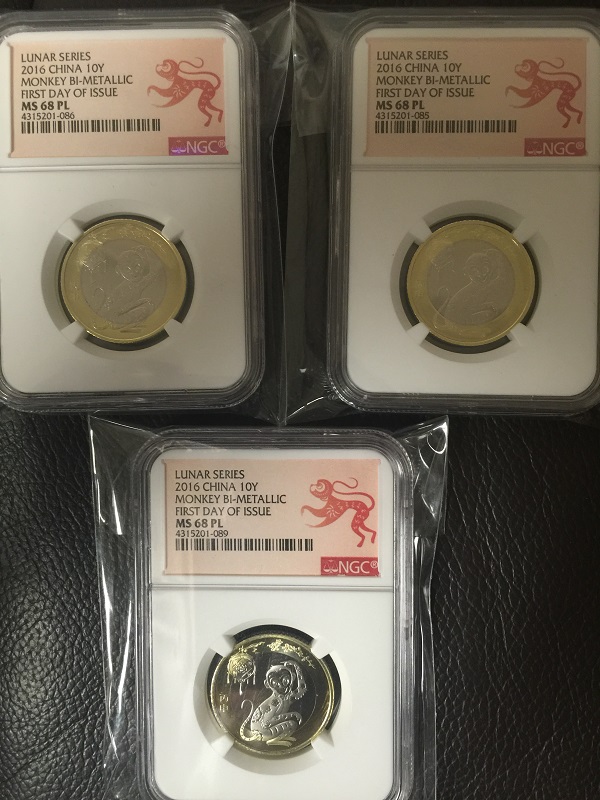 LUNAR SERIES
2016 CHINA 10Y
MONKEY BI-METALLIC
FIRST DAY OF ISSUE
MS 68 PL
4315201-086
NGC®
LUNAR SERIES
2016 CHINA 10Y
MONKEY BI-METALLIC
FIRST DAY OF ISSUE
MS 68 PL
4315201-085
NGC®
LUNAR SERIES
2016 CHINA 10Y
MONKEY BI-METALLIC
FIRST DAY OF ISSUE
MS 68 PL
4315201-089
NGC®